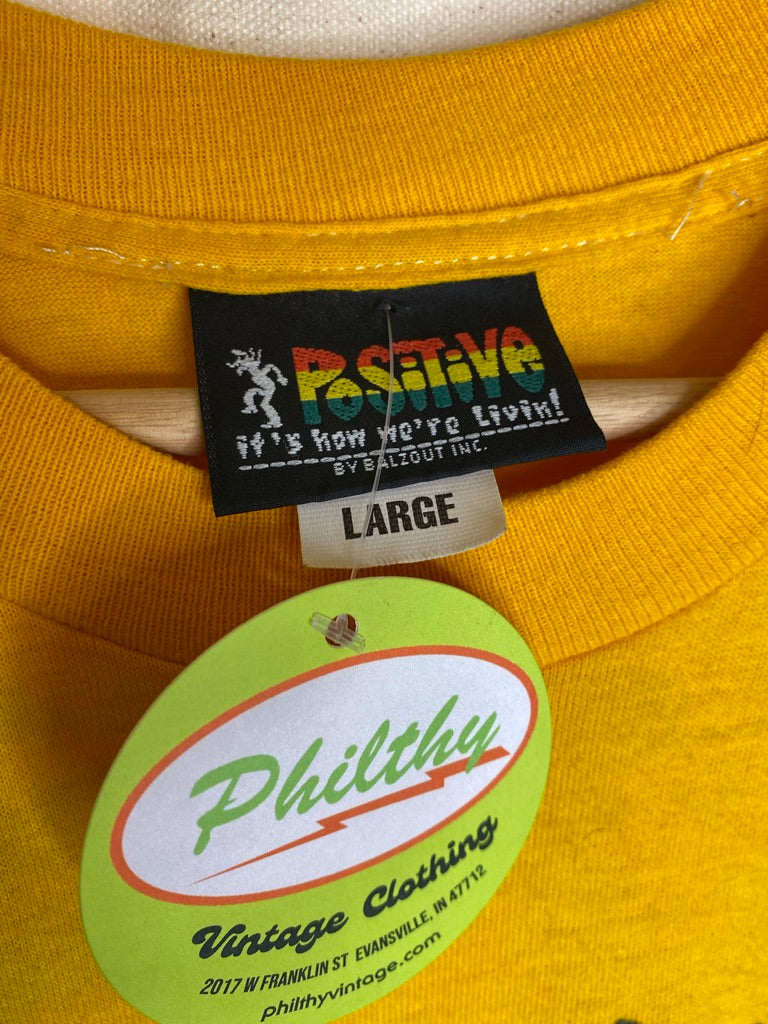 PoSiTiVe
it's how we're Livin!
BY BALZOUT INC.
LARGE
Philthy
Vintage Clothing
2017 W FRANKLIN ST EVANSVILLE, IN 47712
philthyvintage.com